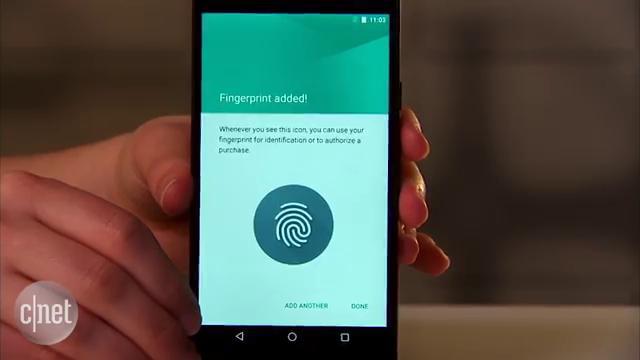 11:03
Fingerprint added!
Whenever you see this icon, you can use your
fingerprint for identification or to authorize a
purchase.
ADD ANOTHER DONE
c|net